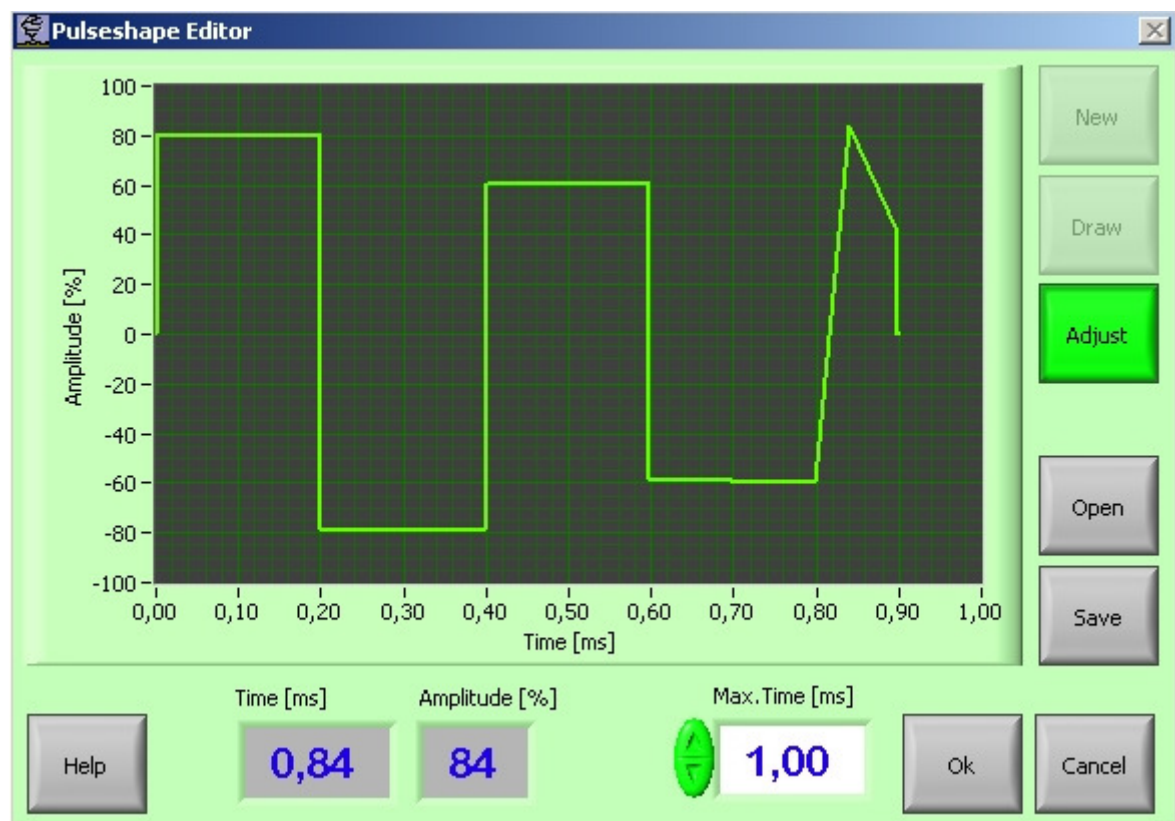 Pulseshape Editor
100
80
60
40
20
0
-20
-40
-60
-80
-100
Amplitude [%]
0,00 0,10 0,20 0,30 0,40 0,50 0,60 0,70 0,80 0,90 1,00
Time [ms]
New
Draw
Adjust
Open
Save
Time [ms] Amplitude [%] Max.Time [ms]
Help 0,84 84 1,00 Ok Cancel